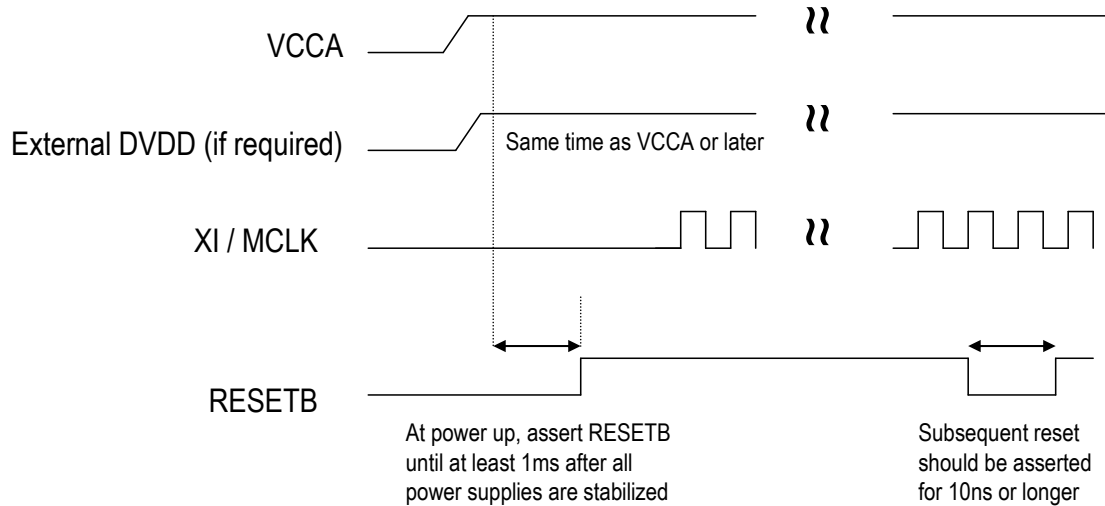 VCCA
External DVDD (if required)
Same time as VCCA or later
XI / MCLK
RESETB
At power up, assert RESETB
until at least 1ms after all
power supplies are stabilized
Subsequent reset
should be asserted
for 10ns or longer